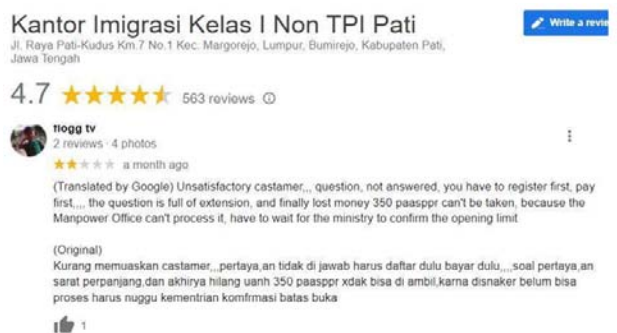 Kantor Imigrasi Kelas I Non TPI Pati
Write a revie
Jl. Raya Pati-Kudus Km.7 No.1 Kec. Margorejo, Lumpur, Bumirejo, Kabupaten Pati,
Jawa Tengah
4.7
563 reviews
flogg tv
2 reviews · 4 photos
a month ago
(Translated by Google) Unsatisfactory castamer,,, question, not answered, you have to register first, pay
first,,,, the question is full of extension, and finally lost money 350 paasppr can't be taken, because the
Manpower Office can't process it, have to wait for the ministry to confirm the opening limit
(Original)
Kurang memuaskan castamer,,,pertaya,an tidak di jawab harus daftar dulu bayar dulu,,,,soal pertaya,an
sarat perpanjang,dan akhirya hilang uanh 350 paasppr xdak bisa di ambil,karna disnaker belum bisa
proses harus nuggu kementrian komfrmasi batas buka
1